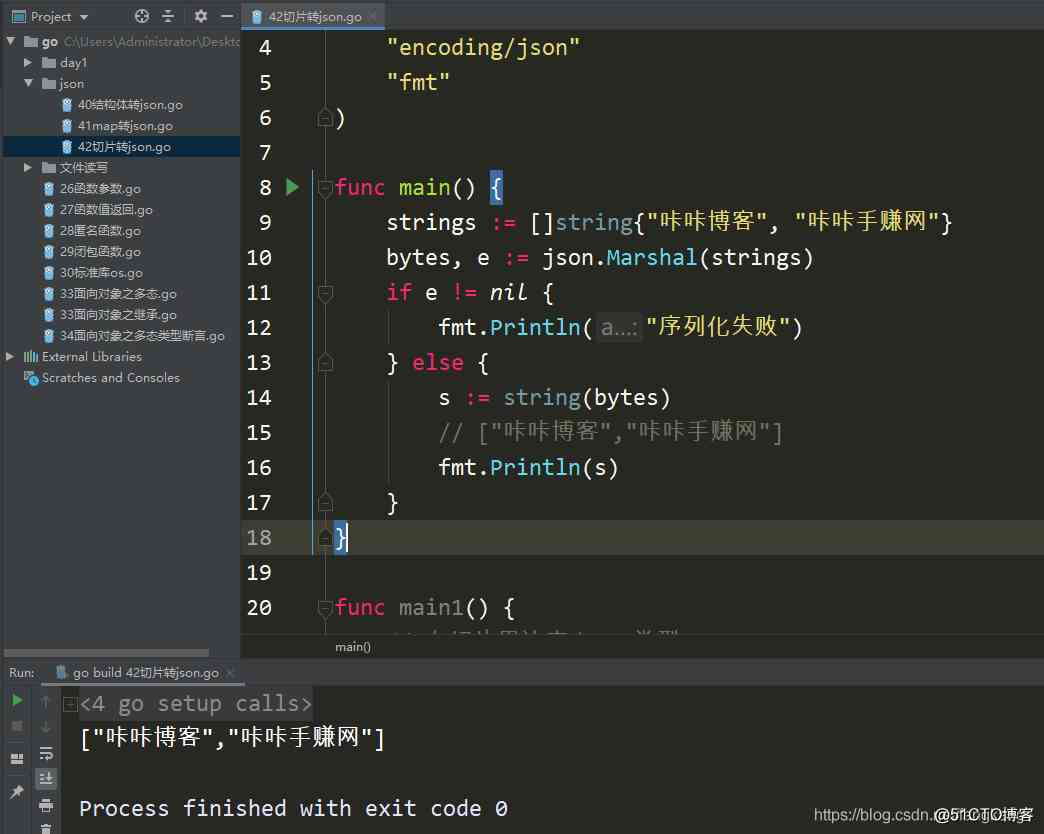 Project
42切片转json.go
go C:\Users\Administrator\Deskto
day1
json
40结构体转json.go
41map转json.go
42切片转json.go
文件读写
26函数参数.go
27函数值返回.go
28匿名函数.go
29闭包函数.go
30标准库os.go
33面向对象之多态.go
33面向对象之继承.go
34面向对象之多态类型断言.go
External Libraries
Scratches and Consoles
4 "encoding/json"
5 "fmt"
6 )
7
8 func main() {
9 strings := []string{"咔咔博客", "咔咔手赚网"}
10 bytes, e := json.Marshal(strings)
11 if e != nil {
12 fmt.Println( a...: "序列化失败")
13 } else {
14 s := string(bytes)
15 // ["咔咔博客","咔咔手赚网"]
16 fmt.Println(s)
17 }
18 }
19
20 func main1() {
main()
Run: go build 42切片转json.go
<4 go setup calls>
["咔咔博客","咔咔手赚网"]
Process finished with exit code 0
https://blog.csdn.n
@51CTO博客